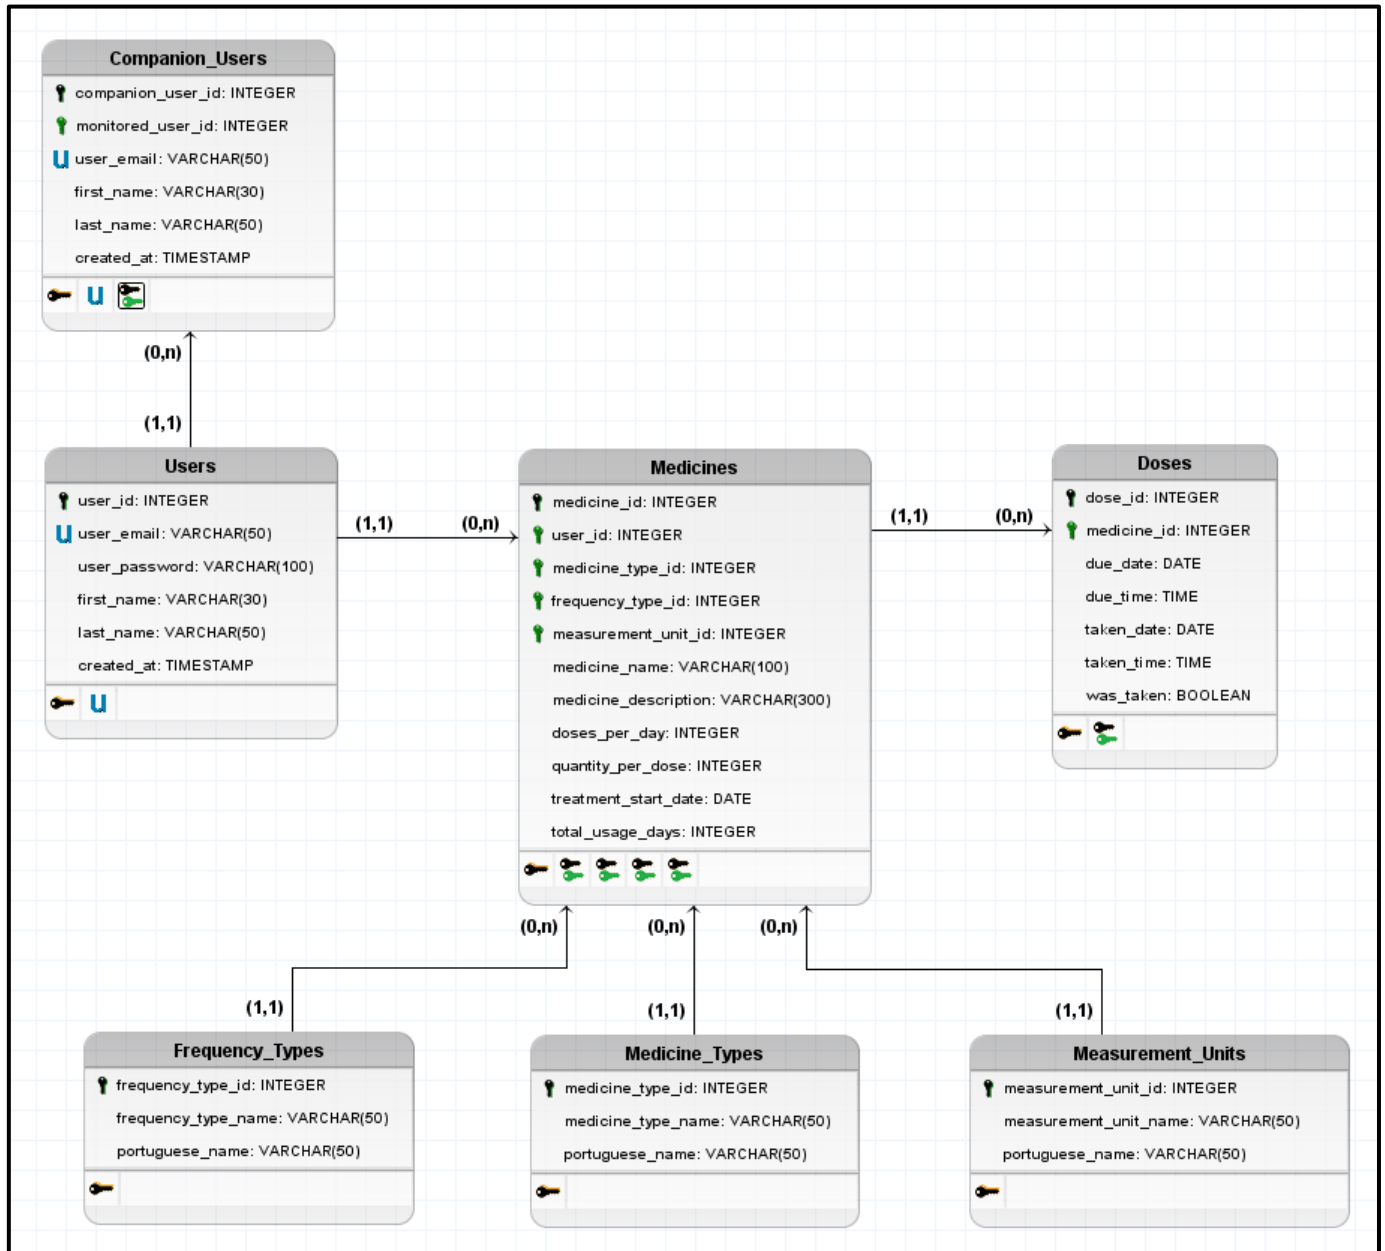 Companion_Users
companion_user_id: INTEGER
monitored_user_id: INTEGER
U user_email: VARCHAR(50)
first_name: VARCHAR(30)
last_name: VARCHAR(50)
created_at: TIMESTAMP
U
(0,n)
(1,1)
Users
user_id: INTEGER
U user_email: VARCHAR(50)
user_password: VARCHAR(100)
first_name: VARCHAR(30)
last_name: VARCHAR(50)
created_at: TIMESTAMP
U
(1,1) (0,n)
Medicines
medicine_id: INTEGER
user_id: INTEGER
medicine_type_id: INTEGER
frequency_type_id: INTEGER
measurement_unit_id: INTEGER
medicine_name: VARCHAR(100)
medicine_description: VARCHAR(300)
doses_per_day: INTEGER
quantity_per_dose: INTEGER
treatment_start_date: DATE
total_usage_days: INTEGER
(1,1) (0,n)
Doses
dose_id: INTEGER
medicine_id: INTEGER
due_date: DATE
due_time: TIME
taken_date: DATE
taken_time: TIME
was_taken: BOOLEAN
(0,n) (0,n) (0,n)
(1,1) (1,1) (1,1)
Frequency_Types
frequency_type_id: INTEGER
frequency_type_name: VARCHAR(50)
portuguese_name: VARCHAR(50)
Medicine_Types
medicine_type_id: INTEGER
medicine_type_name: VARCHAR(50)
portuguese_name: VARCHAR(50)
Measurement_Units
measurement_unit_id: INTEGER
measurement_unit_name: VARCHAR(50)
portuguese_name: VARCHAR(50)